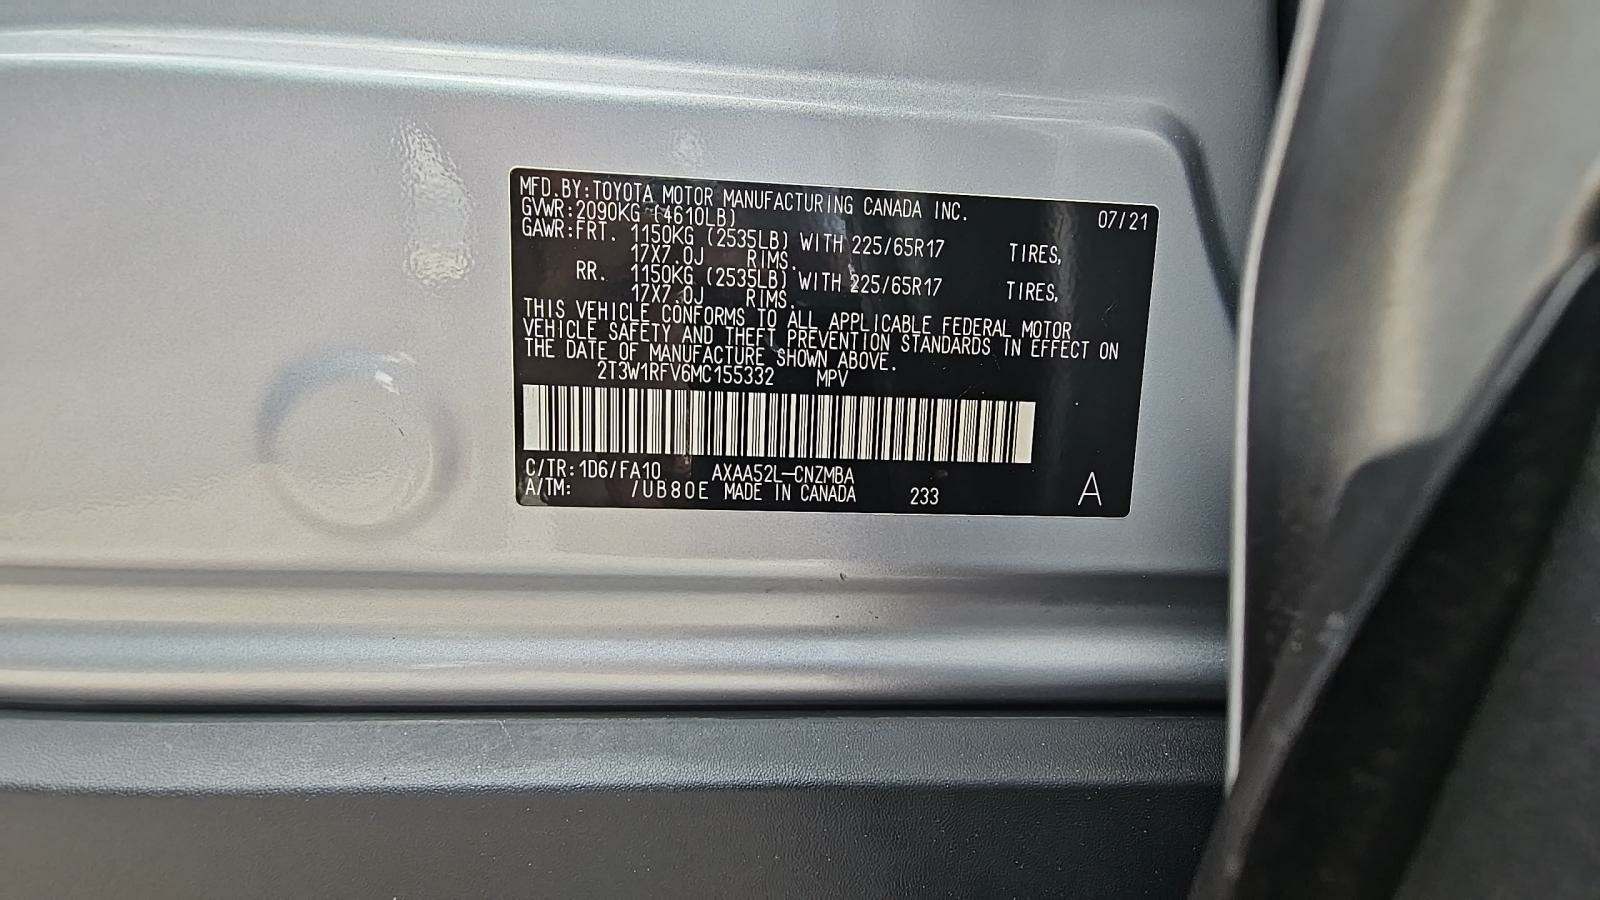 MFD.BY:TOYOTA MOTOR MANUFACTURING CANADA INC. 07/21
GVWR:2090KG (4610LB)
GAWR:FRT. 1150KG (2535LB) WITH 225/65R17 TIRES,
17X7.0J RIMS.
RR. 1150KG (2535LB) WITH 225/65R17 TIRES,
17X7.0J RIMS.
THIS VEHICLE CONFORMS TO ALL APPLICABLE FEDERAL MOTOR
VEHICLE SAFETY AND THEFT PREVENTION STANDARDS IN EFFECT ON
THE DATE OF MANUFACTURE SHOWN ABOVE.
2T3W1RFV6MC155332 MPV
C/TR:1D6/FA10 AXAA52L-CNZMBA
A/TM: /UB80E MADE IN CANADA 233 A